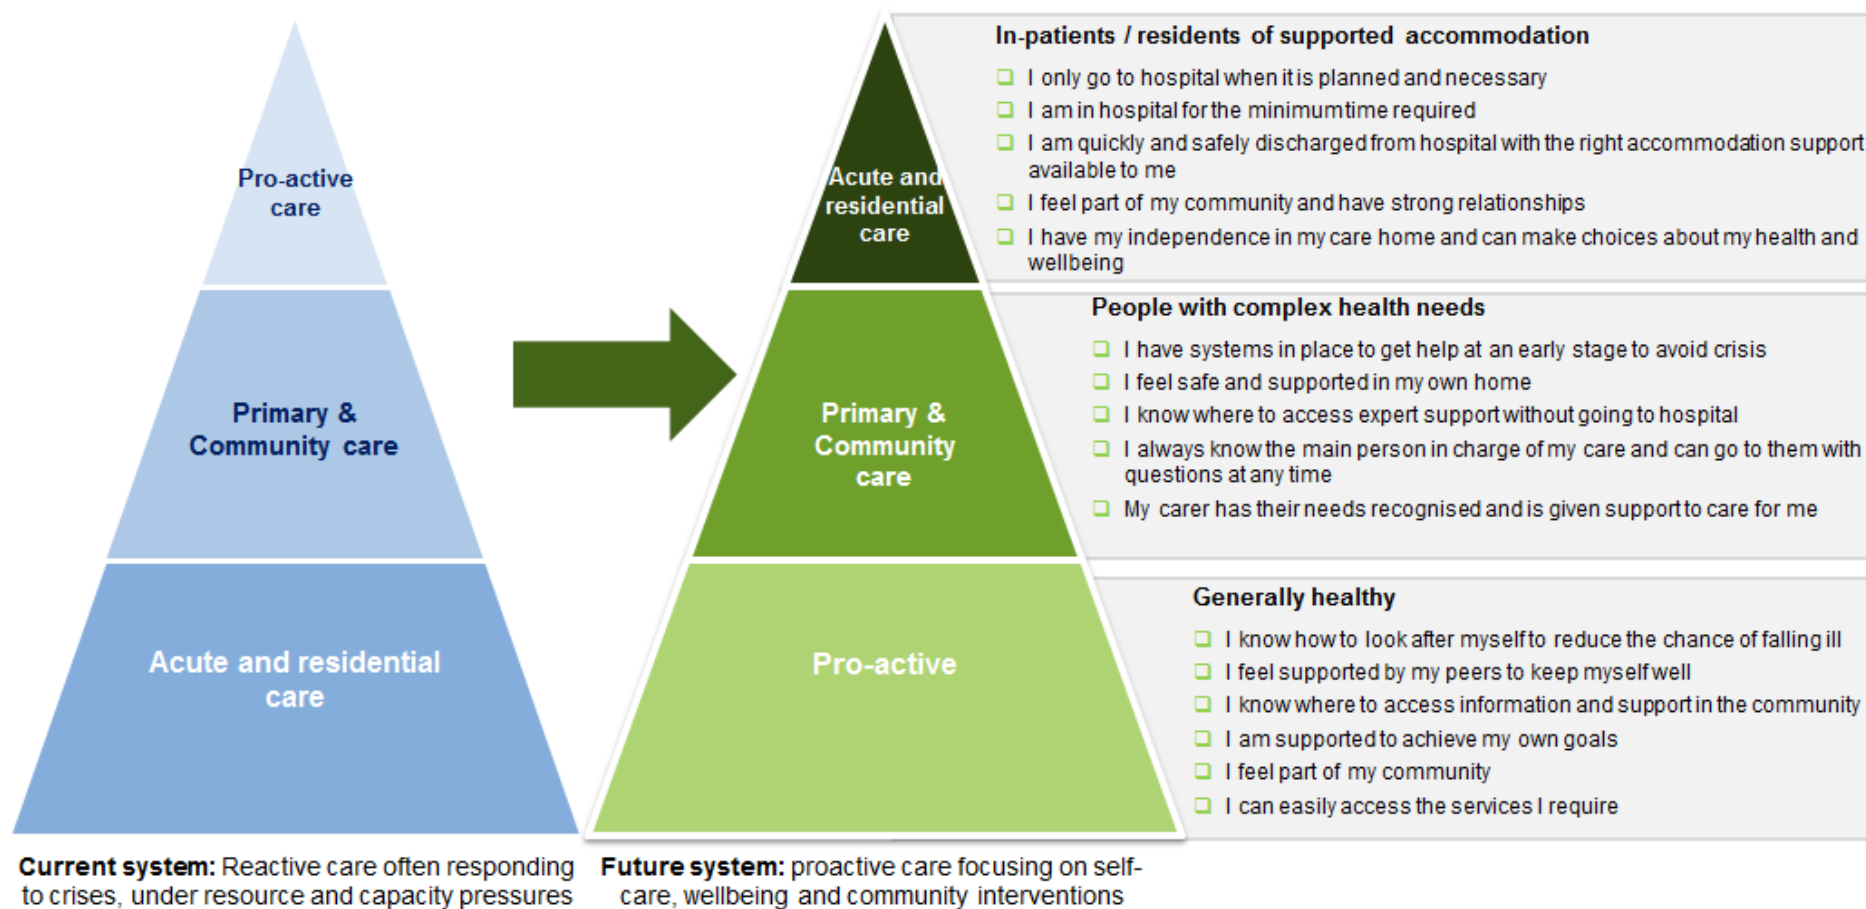 Pro-active
care
Primary &
Community care
Acute and residential
care
Current system: Reactive care often responding
to crises, under resource and capacity pressures
Acute and
residential
care
Primary &
Community
care
Pro-active
Future system: proactive care focusing on self-
care, wellbeing and community interventions
In-patients / residents of supported accommodation
I only go to hospital when it is planned and necessary
I am in hospital for the minimum time required
I am quickly and safely discharged from hospital with the right accommodation support
available to me
I feel part of my community and have strong relationships
I have my independence in my care home and can make choices about my health and
wellbeing
People with complex health needs
I have systems in place to get help at an early stage to avoid crisis
I feel safe and supported in my own home
I know where to access expert support without going to hospital
I always know the main person in charge of my care and can go to them with
questions at any time
My carer has their needs recognised and is given support to care for me
Generally healthy
I know how to look after myself to reduce the chance of falling ill
I feel supported by my peers to keep myself well
I know where to access information and support in the community
I am supported to achieve my own goals
I feel part of my community
I can easily access the services I require